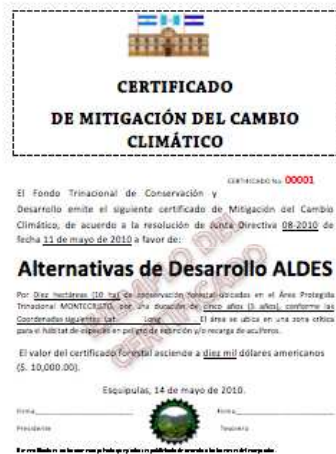 CERTIFICADO
DE MITIGACIÓN DEL CAMBIO
CLIMÁTICO
CERTIFICADO No. 00001
El Fondo Trinacional de Conservación y
Desarrollo emite el siguiente certificado de Mitigación del Cambio
Climático, de acuerdo a la resolución de Junta Directiva 08-2010 de
fecha 11 de mayo de 2010 a favor de:
Alternativas de Desarrollo ALDES
Por Diez hectáreas (10 ha) de conservación forestal ubicadas en el Área Protegida
Trinacional MONTECRISTO, por una duración de cinco años (5 años), conforme las
Coordenadas siguientes: Lat: Long El área se ubica en una zona crítica
para el hábitat de especies en peligro de extinción y/o recarga de acuíferos.
El valor del certificado forestal asciende a diez mil dólares americanos
($. 10,000.00).
Esquipulas, 14 de mayo de 2010.
Firma Firma
Presidente Tesorero